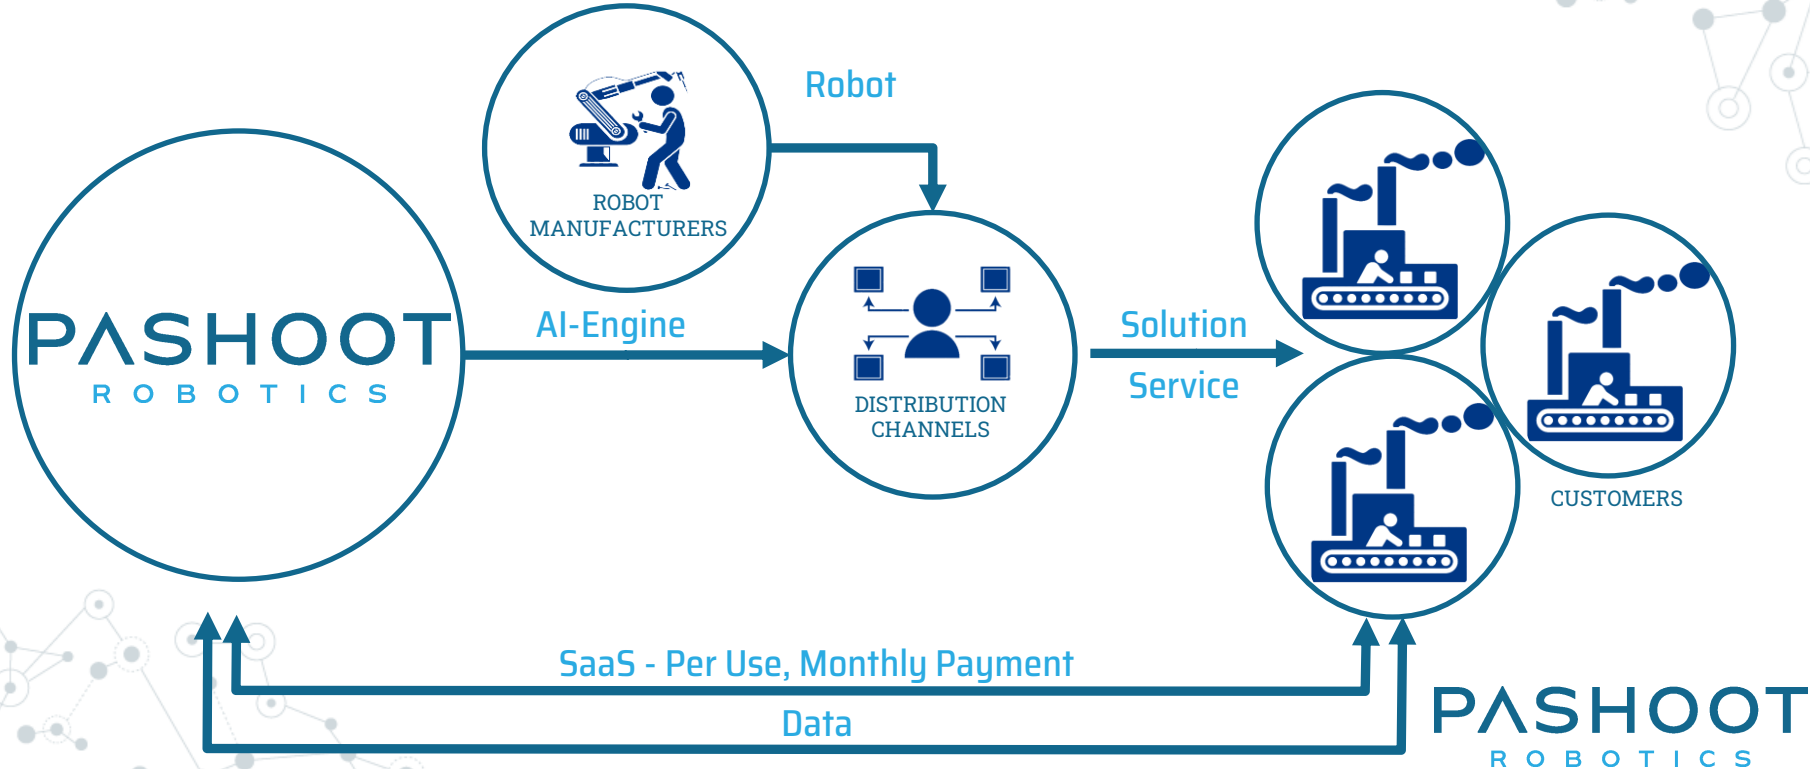 Robot
ROBOT
MANUFACTURERS
PASHOOT
ROBOTICS
AI-Engine
DISTRIBUTION
CHANNELS
Solution
Service
CUSTOMERS
SaaS - Per Use, Monthly Payment
Data
PASHOOT
ROBOTICS